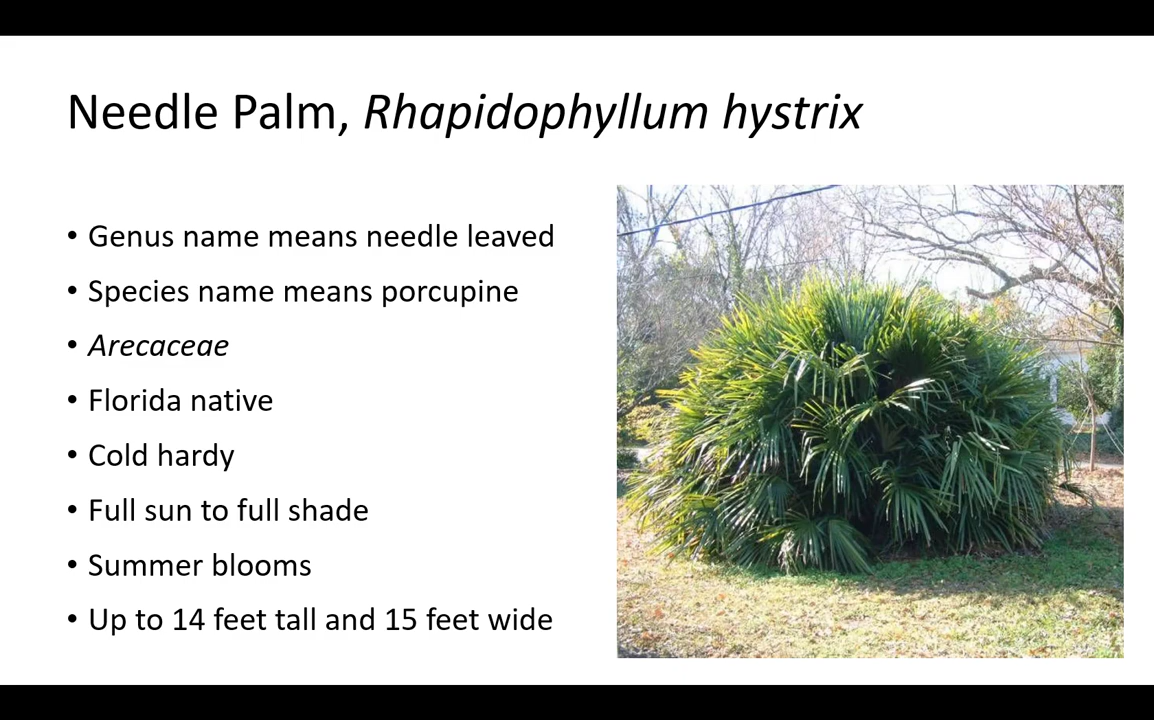 Needle Palm, Rhapidophyllum hystrix
• Genus name means needle leaved
• Species name means porcupine
• Arecaceae
• Florida native
• Cold hardy
• Full sun to full shade
• Summer blooms
• Up to 14 feet tall and 15 feet wide